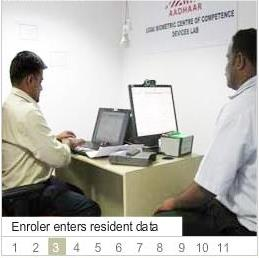 AADHAAR
UIDAI BIOMETRIC CENTRE OF COMPETENCE
DEVICES LAB
Enroler enters resident data
1 2 3 4 5 6 7 8 9 10 11